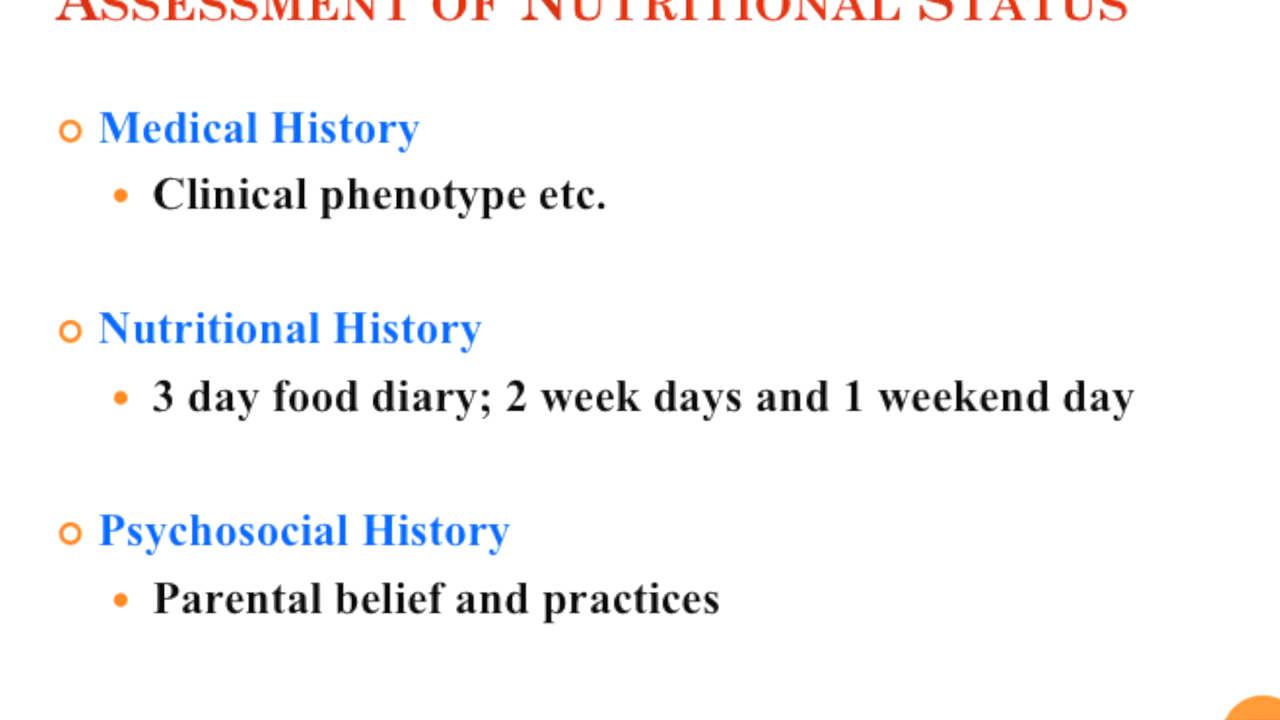 Assessment of Nutritional Status
Medical History
Clinical phenotype etc.
Nutritional History
3 day food diary; 2 week days and 1 weekend day
Psychosocial History
Parental belief and practices